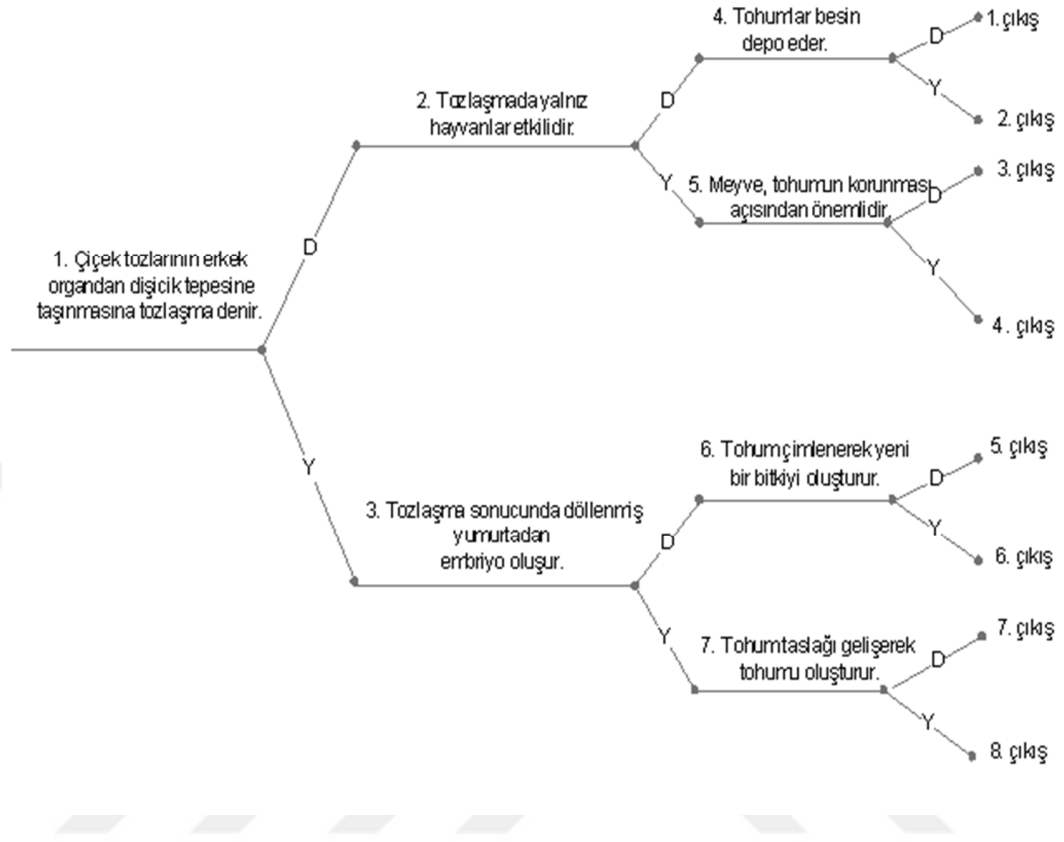 4. Tohumlar besin
depo eder.
D
1. çıkış
Y
2. çıkış
2. Tozlaşmada yalnız
hayvanlar etkilidir.
D
Y
5. Meyve, tohumun korunması
açısından önemlidir.
D
3. çıkış
Y
4. çıkış
1. Çiçek tozlarının erkek
organdan dişicik tepesine
taşınmasına tozlaşma denir.
D
Y
6. Tohum çimlenerek yeni
bir bitkiyi oluşturur.
D
5. çıkış
Y
6. çıkış
3. Tozlaşma sonucunda döllenmiş
yumurtadan
embriyo oluşur.
D
Y
7. Tohum taslağı gelişerek
tohumu oluşturur.
D
7. çıkış
Y
8. çıkış